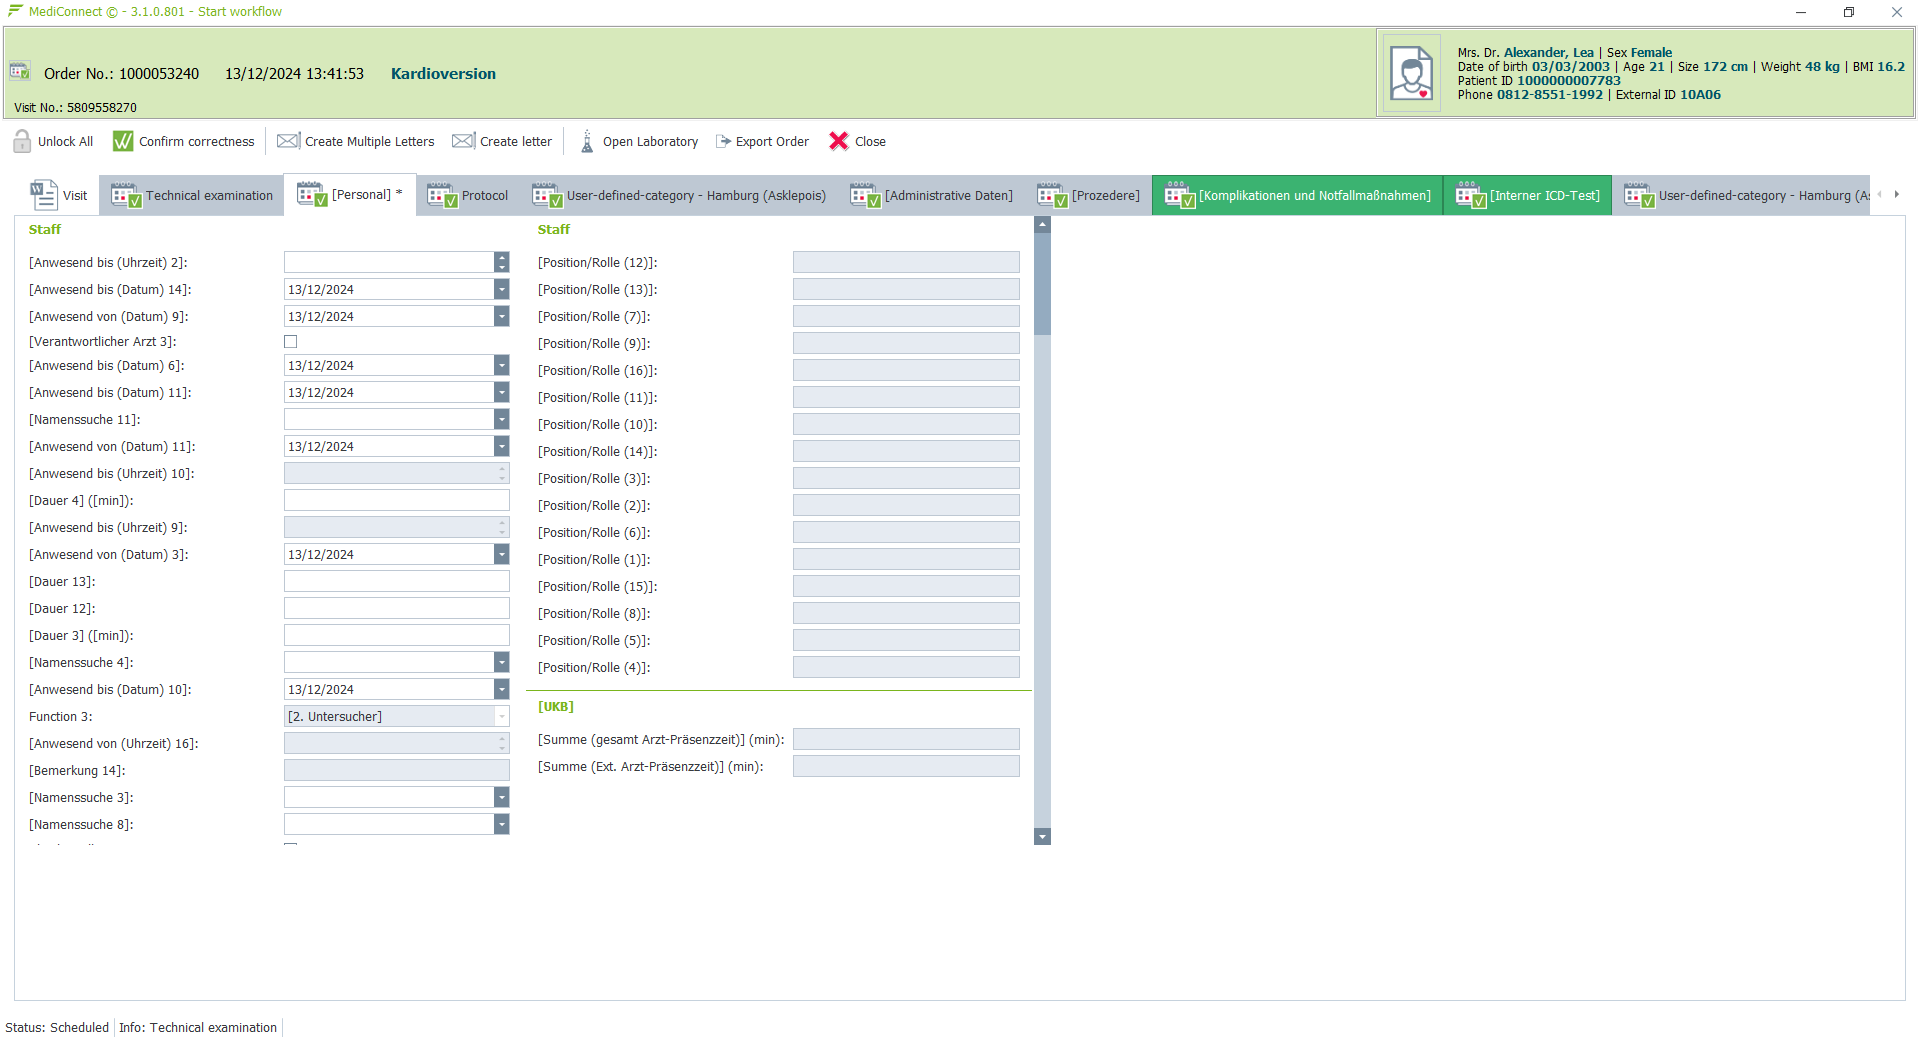 MediConnect © - 3.1.0.801 - Start workflow
Order No.: 1000053240 13/12/2024 13:41:53 Kardioversion
Visit No.: 5809558270
Mrs. Dr. Alexander, Lea | Sex Female
Date of birth 03/03/2003 | Age 21 | Size 172 cm | Weight 48 kg | BMI 16.2
Patient ID 1000000007783
Phone 0812-8551-1992 | External ID 10A06
Unlock All Confirm correctness Create Multiple Letters Create letter Open Laboratory Export Order Close
Visit Technical examination [Personal] * Protocol User-defined-category - Hamburg (Asklepois) [Administrative Daten] [Prozedere] [Komplikationen und Notfallmaßnahmen] [Interner ICD-Test] User-defined-category - Hamburg
Staff
[Anwesend bis (Uhrzeit) 2]:
[Anwesend bis (Datum) 14]: 13/12/2024
[Anwesend von (Datum) 9]: 13/12/2024
[Verantwortlicher Arzt 3]:
[Anwesend bis (Datum) 6]: 13/12/2024
[Anwesend bis (Datum) 11]: 13/12/2024
[Namenssuche 11]:
[Anwesend von (Datum) 11]: 13/12/2024
[Anwesend bis (Uhrzeit) 10]:
[Dauer 4] ([min]):
[Anwesend bis (Uhrzeit) 9]:
[Anwesend von (Datum) 3]: 13/12/2024
[Dauer 13]:
[Dauer 12]:
[Dauer 3] ([min]):
[Namenssuche 4]:
[Anwesend bis (Datum) 10]: 13/12/2024
Function 3: [2. Untersucher]
[Anwesend von (Uhrzeit) 16]:
[Bemerkung 14]:
[Namenssuche 3]:
[Namenssuche 8]:
Staff
[Position/Rolle (12)]:
[Position/Rolle (13)]:
[Position/Rolle (7)]:
[Position/Rolle (9)]:
[Position/Rolle (16)]:
[Position/Rolle (11)]:
[Position/Rolle (10)]:
[Position/Rolle (14)]:
[Position/Rolle (3)]:
[Position/Rolle (2)]:
[Position/Rolle (6)]:
[Position/Rolle (1)]:
[Position/Rolle (15)]:
[Position/Rolle (8)]:
[Position/Rolle (5)]:
[Position/Rolle (4)]:
[UKB]
[Summe (gesamt Arzt-Präsenzzeit)] (min):
[Summe (Ext. Arzt-Präsenzzeit)] (min):
Status: Scheduled Info: Technical examination